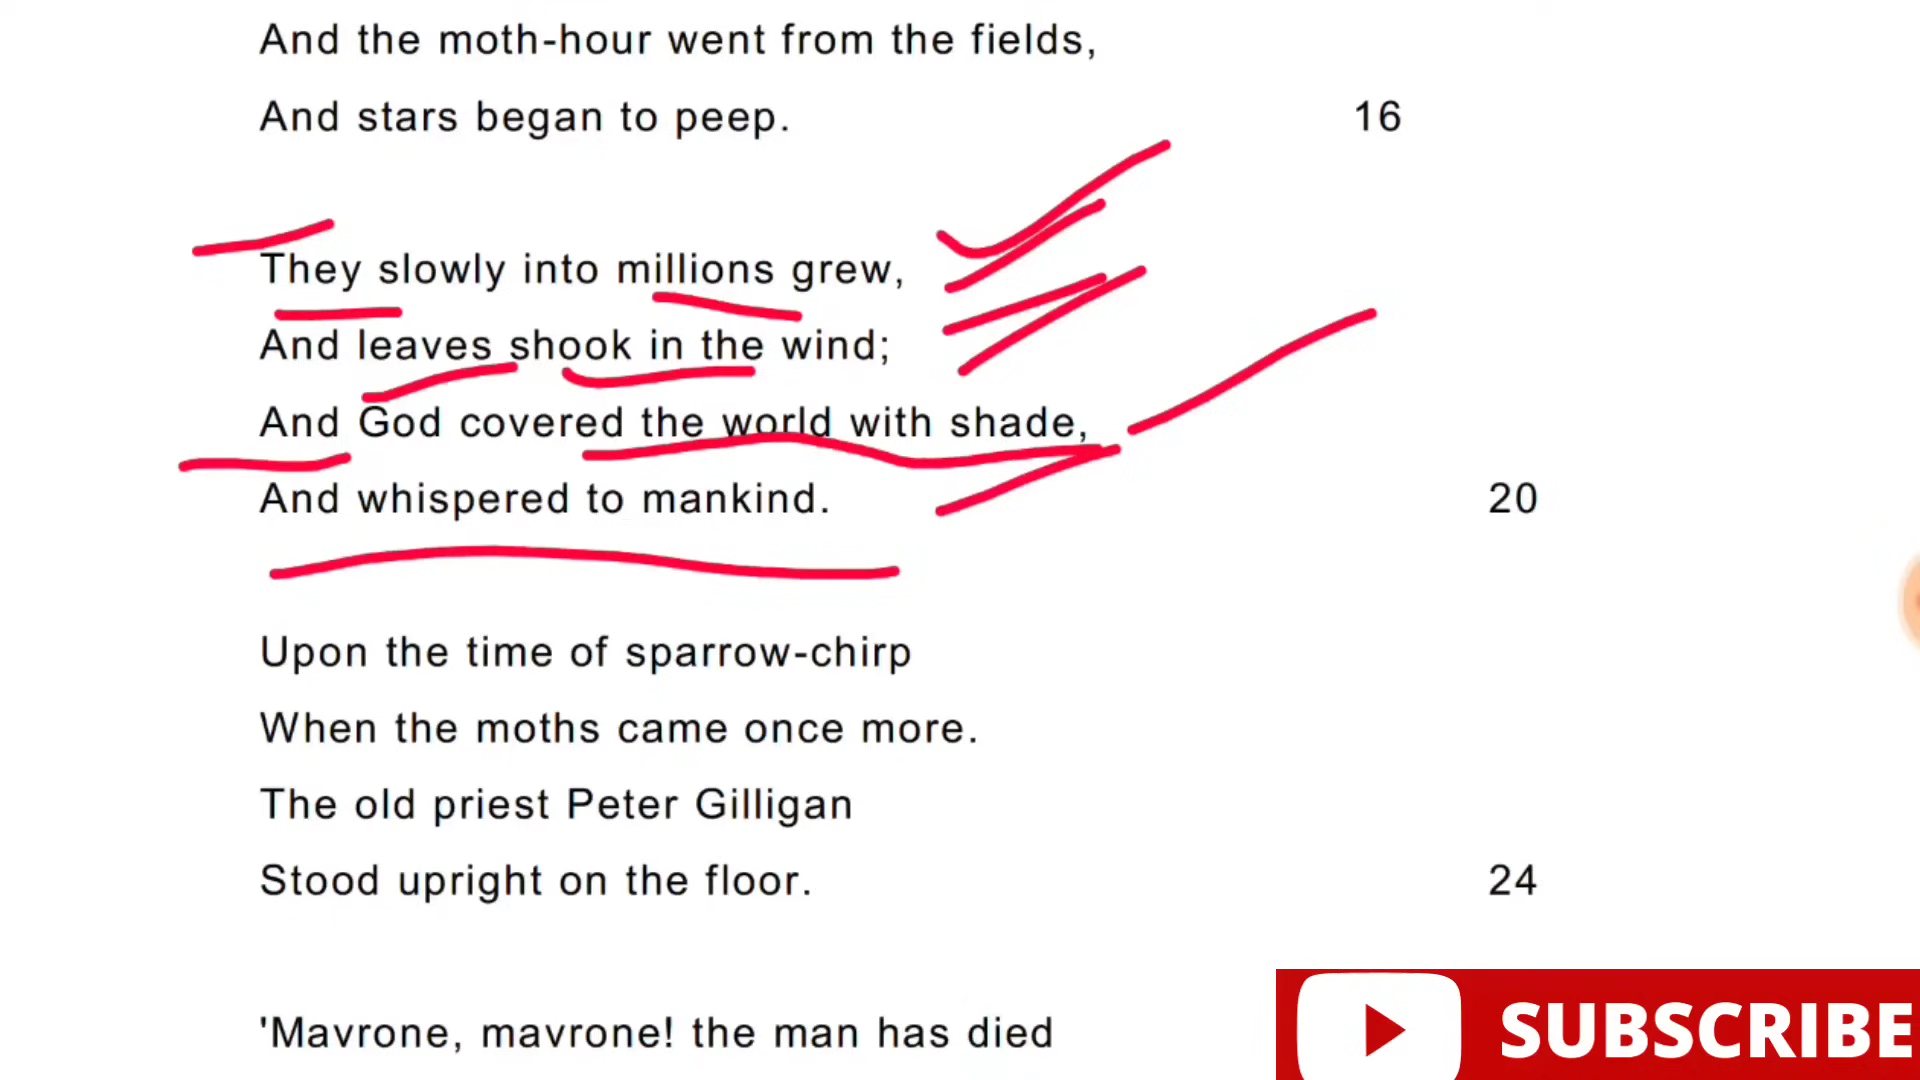 And the moth-hour went from the fields,
And stars began to peep. 16
They slowly into millions grew,
And leaves shook in the wind;
And God covered the world with shade,
And whispered to mankind. 20
Upon the time of sparrow-chirp
When the moths came once more.
The old priest Peter Gilligan
Stood upright on the floor. 24
'Mavrone, mavrone! the man has died
SUBSCRIBE